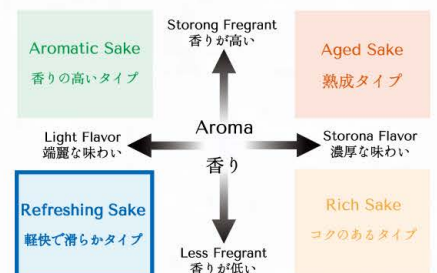 Storong Fregrant
香りが高い
Aromatic Sake
香りの高いタイプ
Aged Sake
熟成タイプ
Aroma
香り
Light Flavor
端麗な味わい
Storona Flavor
濃厚な味わい
Refreshing Sake
軽快で滑らかタイプ
Rich Sake
コクのあるタイプ
Less Fregrant
香りが低い